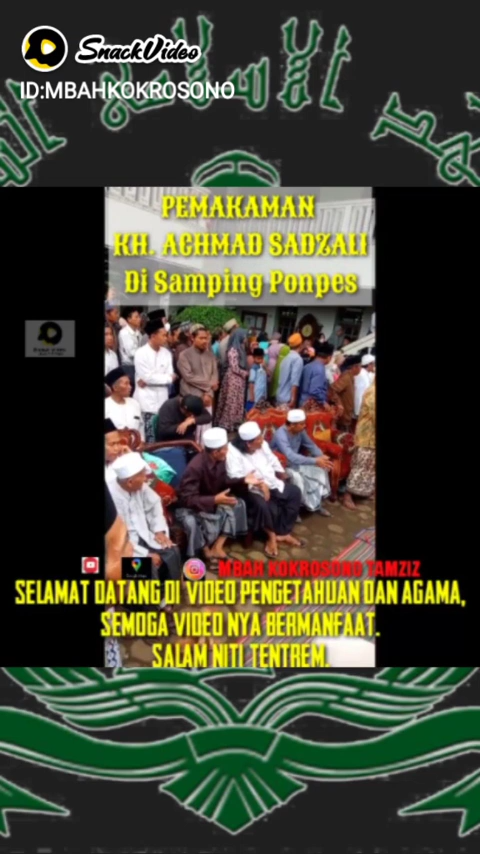 SnackVideo
ID:MBAHKOKROSONO
PEMAKAMAN
KH. ACHMAD SADZALI
Di Samping Ponpes
MBAH KOKROSONO TAMZIZ
SELAMAT DATANG DI VIDEO PENGETAHUAN DAN AGAMA,
SEMOGA VIDEO NYA BERMANFAAT.
SALAM NITI TENTREM.